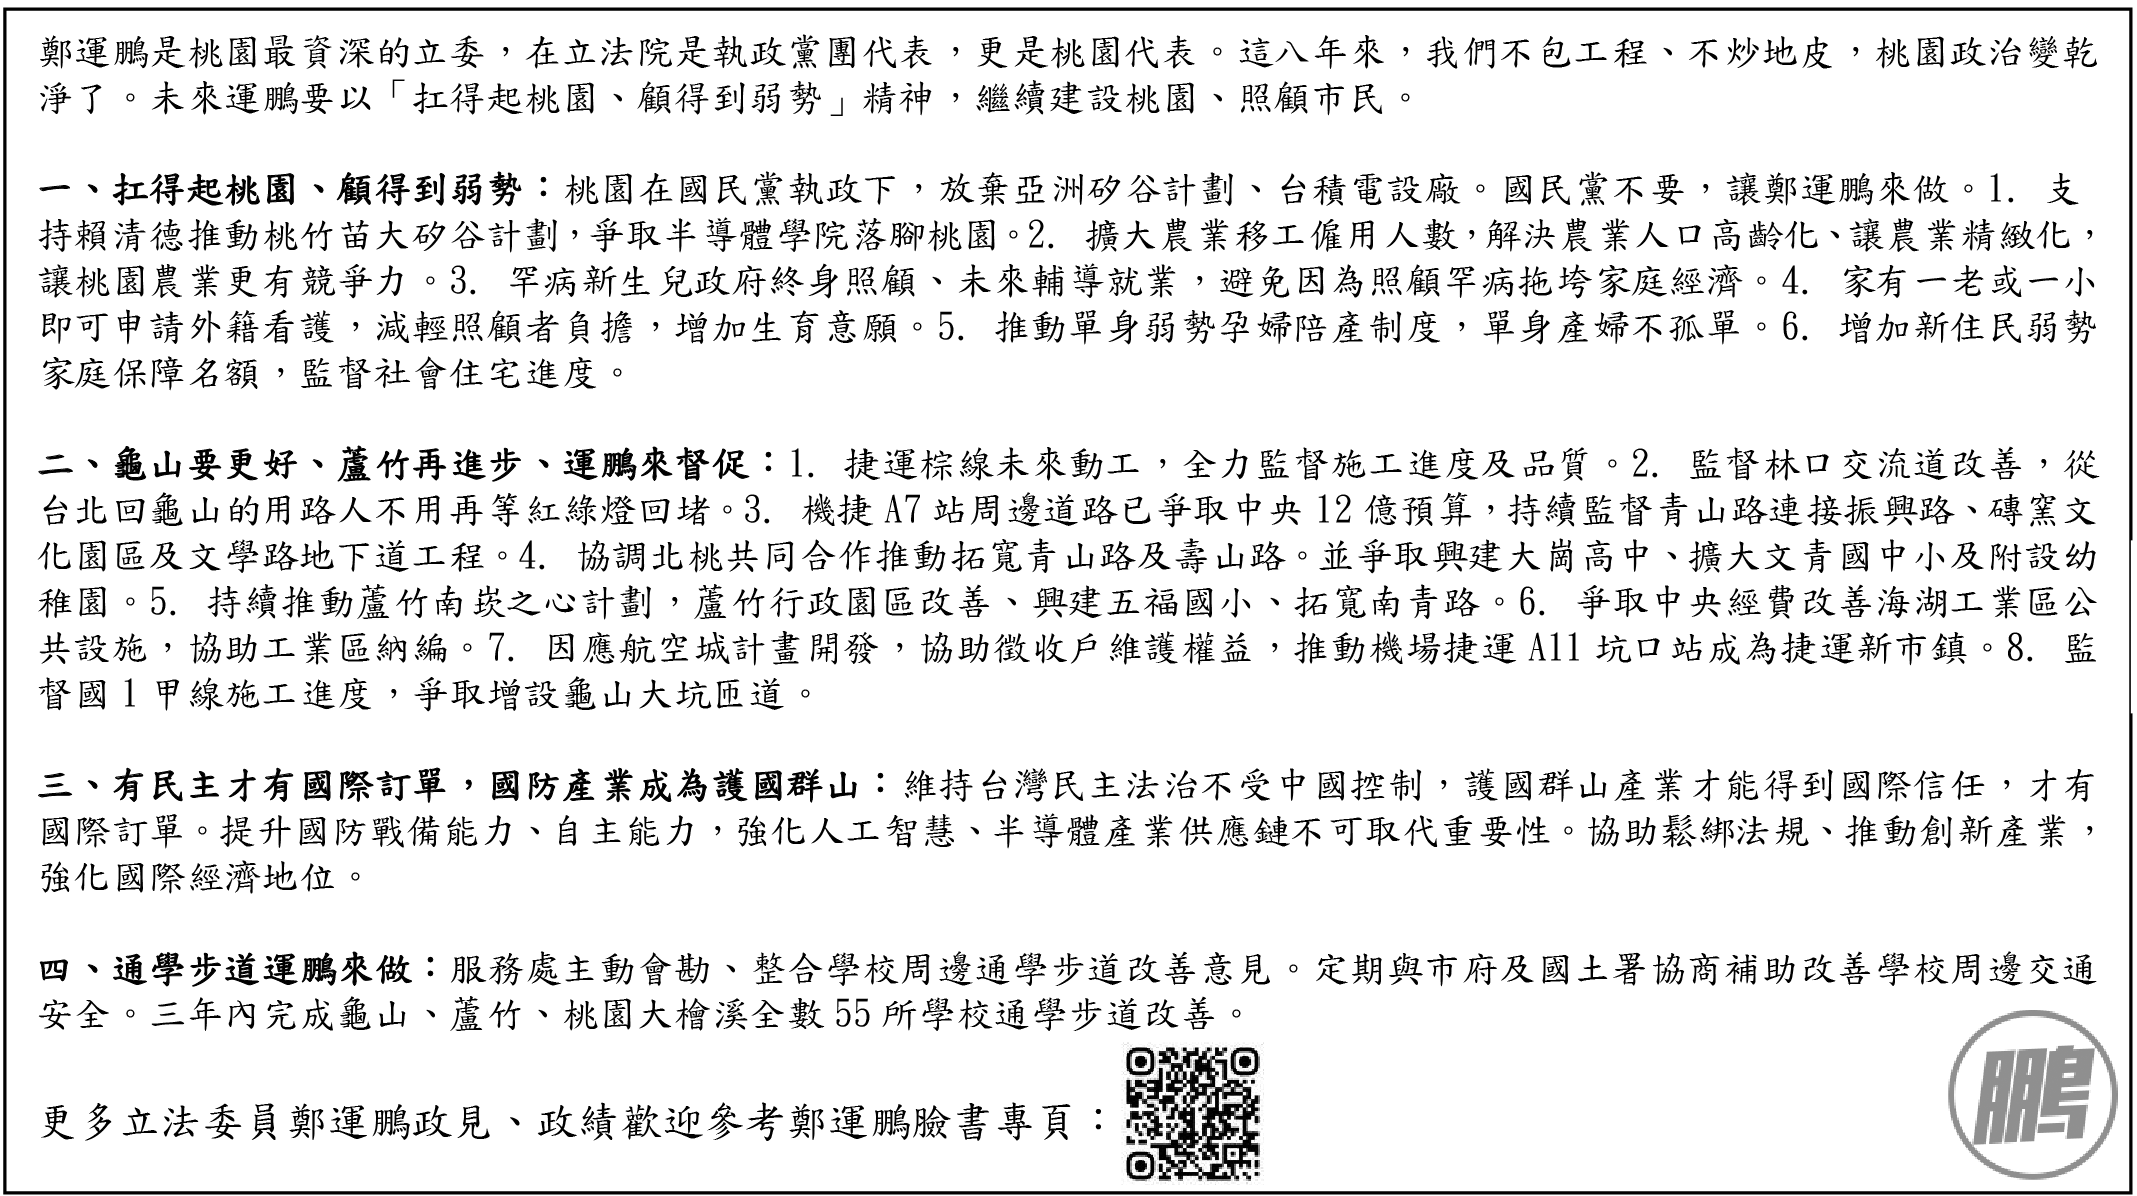 鄭運鵬是桃園最資深的立委，在立法院是執政黨團代表，更是桃園代表。這八年來，我們不包工程、不炒地皮，桃園政治變乾
淨了。未來運鵬要以「扛得起桃園、顧得到弱勢」精神，繼續建設桃園、照顧市民。
一、扛得起桃園、顧得到弱勢：桃園在國民黨執政下，放棄亞洲矽谷計劃、台積電設廠。國民黨不要，讓鄭運鵬來做。1. 支
持賴清德推動桃竹苗大矽谷計劃，爭取半導體學院落腳桃園。2. 擴大農業移工僱用人數，解決農業人口高齡化、讓農業精緻化，
讓桃園農業更有競爭力。3. 罕病新生兒政府終身照顧、未來輔導就業，避免因為照顧罕病拖垮家庭經濟。4. 家有一老或一小
即可申請外籍看護，減輕照顧者負擔，增加生育意願。5. 推動單身弱勢孕婦陪產制度，單身產婦不孤單。6. 增加新住民弱勢
家庭保障名額，監督社會住宅進度。
二、龜山要更好、蘆竹再進步、運鵬來督促：1. 捷運棕線未來動工，全力監督施工進度及品質。2. 監督林口交流道改善，從
台北回龜山的用路人不用再等紅綠燈回堵。3. 機捷 A7 站周邊道路已爭取中央 12 億預算，持續監督青山路連接振興路、磚窯文
化園區及文學路地下道工程。4. 協調北桃共同合作推動拓寬青山路及壽山路。並爭取興建大崗高中、擴大文青國中小及附設幼
稚園。5. 持續推動蘆竹南崁之心計劃，蘆竹行政園區改善、興建五福國小、拓寬南青路。6. 爭取中央經費改善海湖工業區公
共設施，協助工業區納編。7. 因應航空城計畫開發，協助徵收戶維護權益，推動機場捷運 A11 坑口站成為捷運新市鎮。8. 監
督國 1 甲線施工進度，爭取增設龜山大坑匝道。
三、有民主才有國際訂單，國防產業成為護國群山：維持台灣民主法治不受中國控制，護國群山產業才能得到國際信任，才有
國際訂單。提升國防戰備能力、自主能力，強化人工智慧、半導體產業供應鏈不可取代重要性。協助鬆綁法規、推動創新產業，
強化國際經濟地位。
四、通學步道運鵬來做：服務處主動會勘、整合學校周邊通學步道改善意見。定期與市府及國土署協商補助改善學校周邊交通
安全。三年內完成龜山、蘆竹、桃園大檜溪全數 55 所學校通學步道改善。
更多立法委員鄭運鵬政見、政績歡迎參考鄭運鵬臉書專頁：
鵬